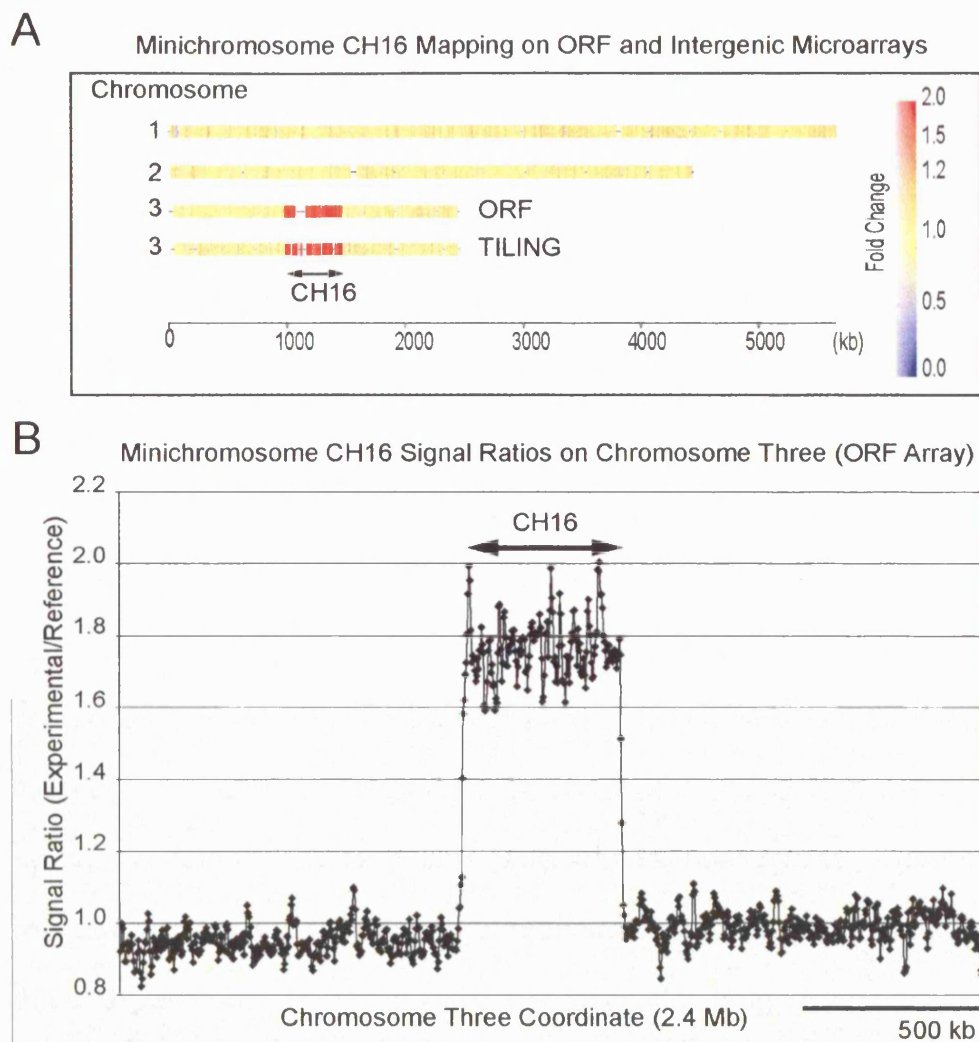 A
Minichromosome CH16 Mapping on ORF and Intergenic Microarrays
Chromosome
1
2
3 ORF
3 TILING
CH16
0 1000 2000 3000 4000 5000 (kb)
Fold Change
2.0
1.5
1.2
1.0
0.5
0.0
B
Minichromosome CH16 Signal Ratios on Chromosome Three (ORF Array)
Signal Ratio (Experimental/Reference)
2.2
2.0
1.8
1.6
1.4
1.2
1.0
0.8
CH16
Chromosome Three Coordinate (2.4 Mb)
500 kb